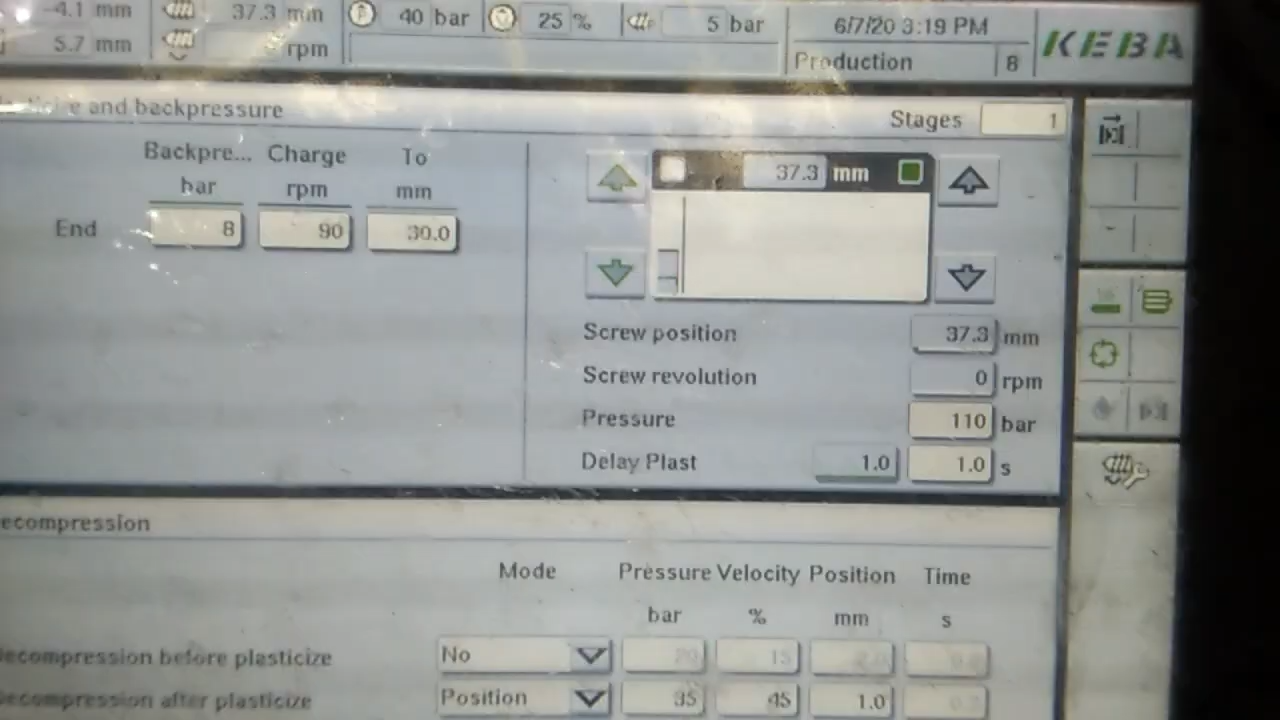 -4.1 mm 37.3 mm 40 bar 25 % 5 bar 6/7/20 3:19 PM KEBA
5.7 mm rpm Production 8
and backpressure Stages 1
Backpre... Charge To 37.3 mm
bar rpm mm
End 8 90 30.0
Screw position 37.3 mm
Screw revolution 0 rpm
Pressure 110 bar
Delay Plast 1.0 1.0 s
ecompression
Mode Pressure Velocity Position Time
bar % mm s
ecompression before plasticize No 20 15
ecompression after plasticize Position 35 45 1.0